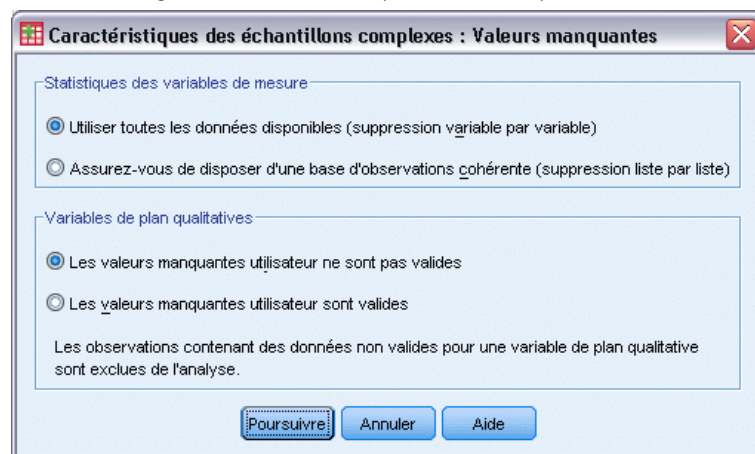 Caractéristiques des échantillons complexes : Valeurs manquantes
Statistiques des variables de mesure
Utiliser toutes les données disponibles (suppression variable par variable)
Assurez-vous de disposer d'une base d'observations cohérente (suppression liste par liste)
Variables de plan qualitatives
Les valeurs manquantes utilisateur ne sont pas valides
Les valeurs manquantes utilisateur sont valides
Les observations contenant des données non valides pour une variable de plan qualitative
sont exclues de l'analyse.
Poursuivre Annuler Aide